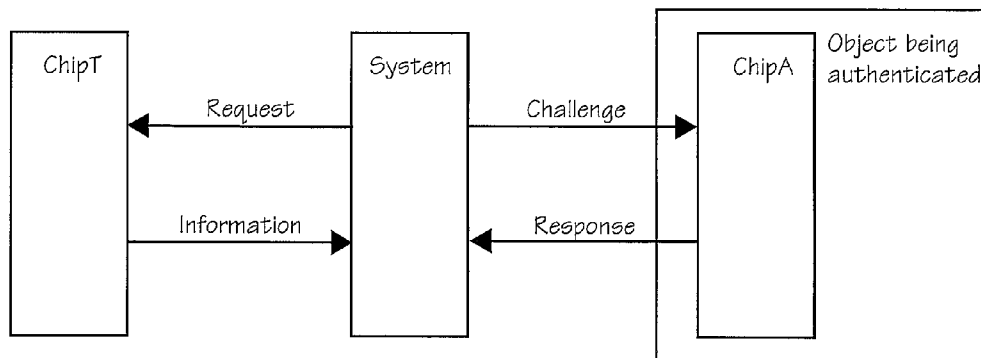 ChipT
System
ChipA
Object being
authenticated
Request
Challenge
Information
Response